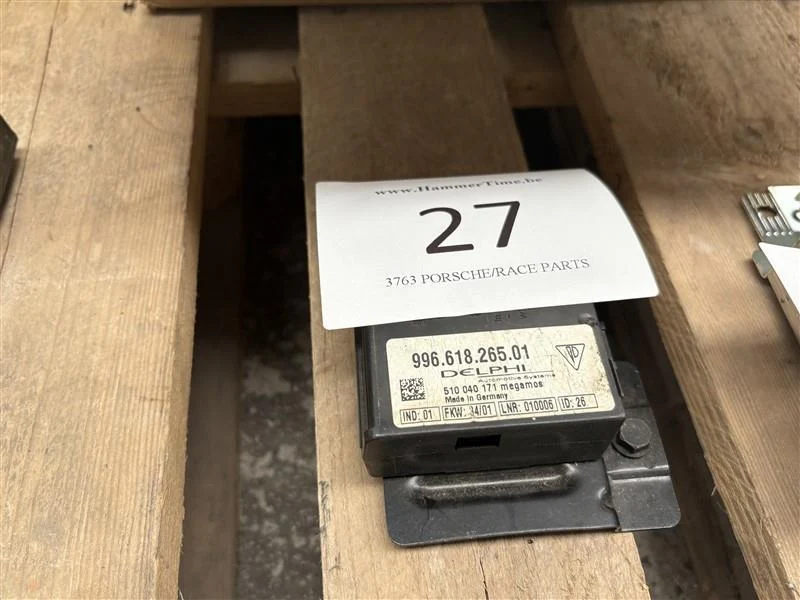 www.HammerTime.be
27
3763 PORSCHE/RACE PARTS
996.618.265.01
DELPHI
Automotive Systems
510 040 171 megamos
Made in Germany
IND: 01 FKW: 34/01 LNR: 010006 ID: 26